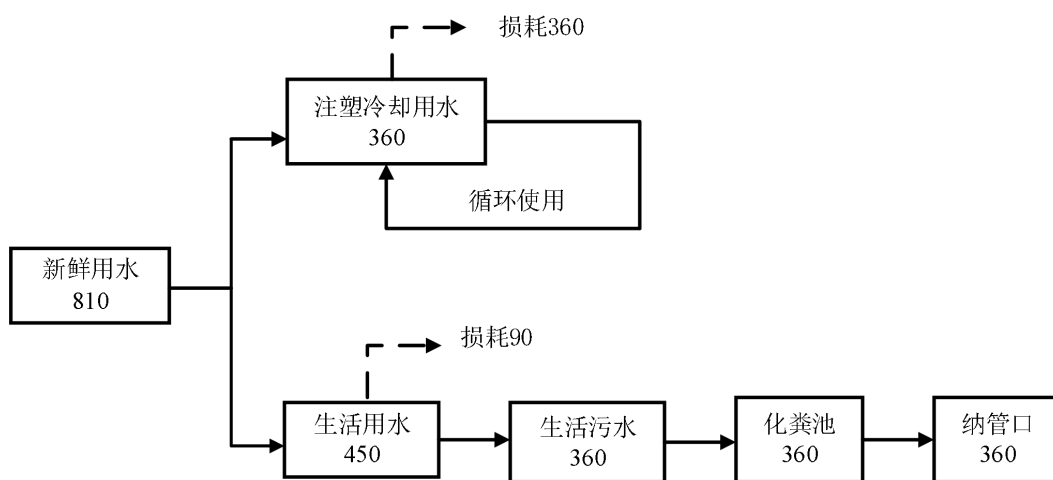 损耗360
注塑冷却用水
360
循环使用
新鲜用水
810
损耗90
生活用水
450
生活污水
360
化粪池
360
纳管口
360